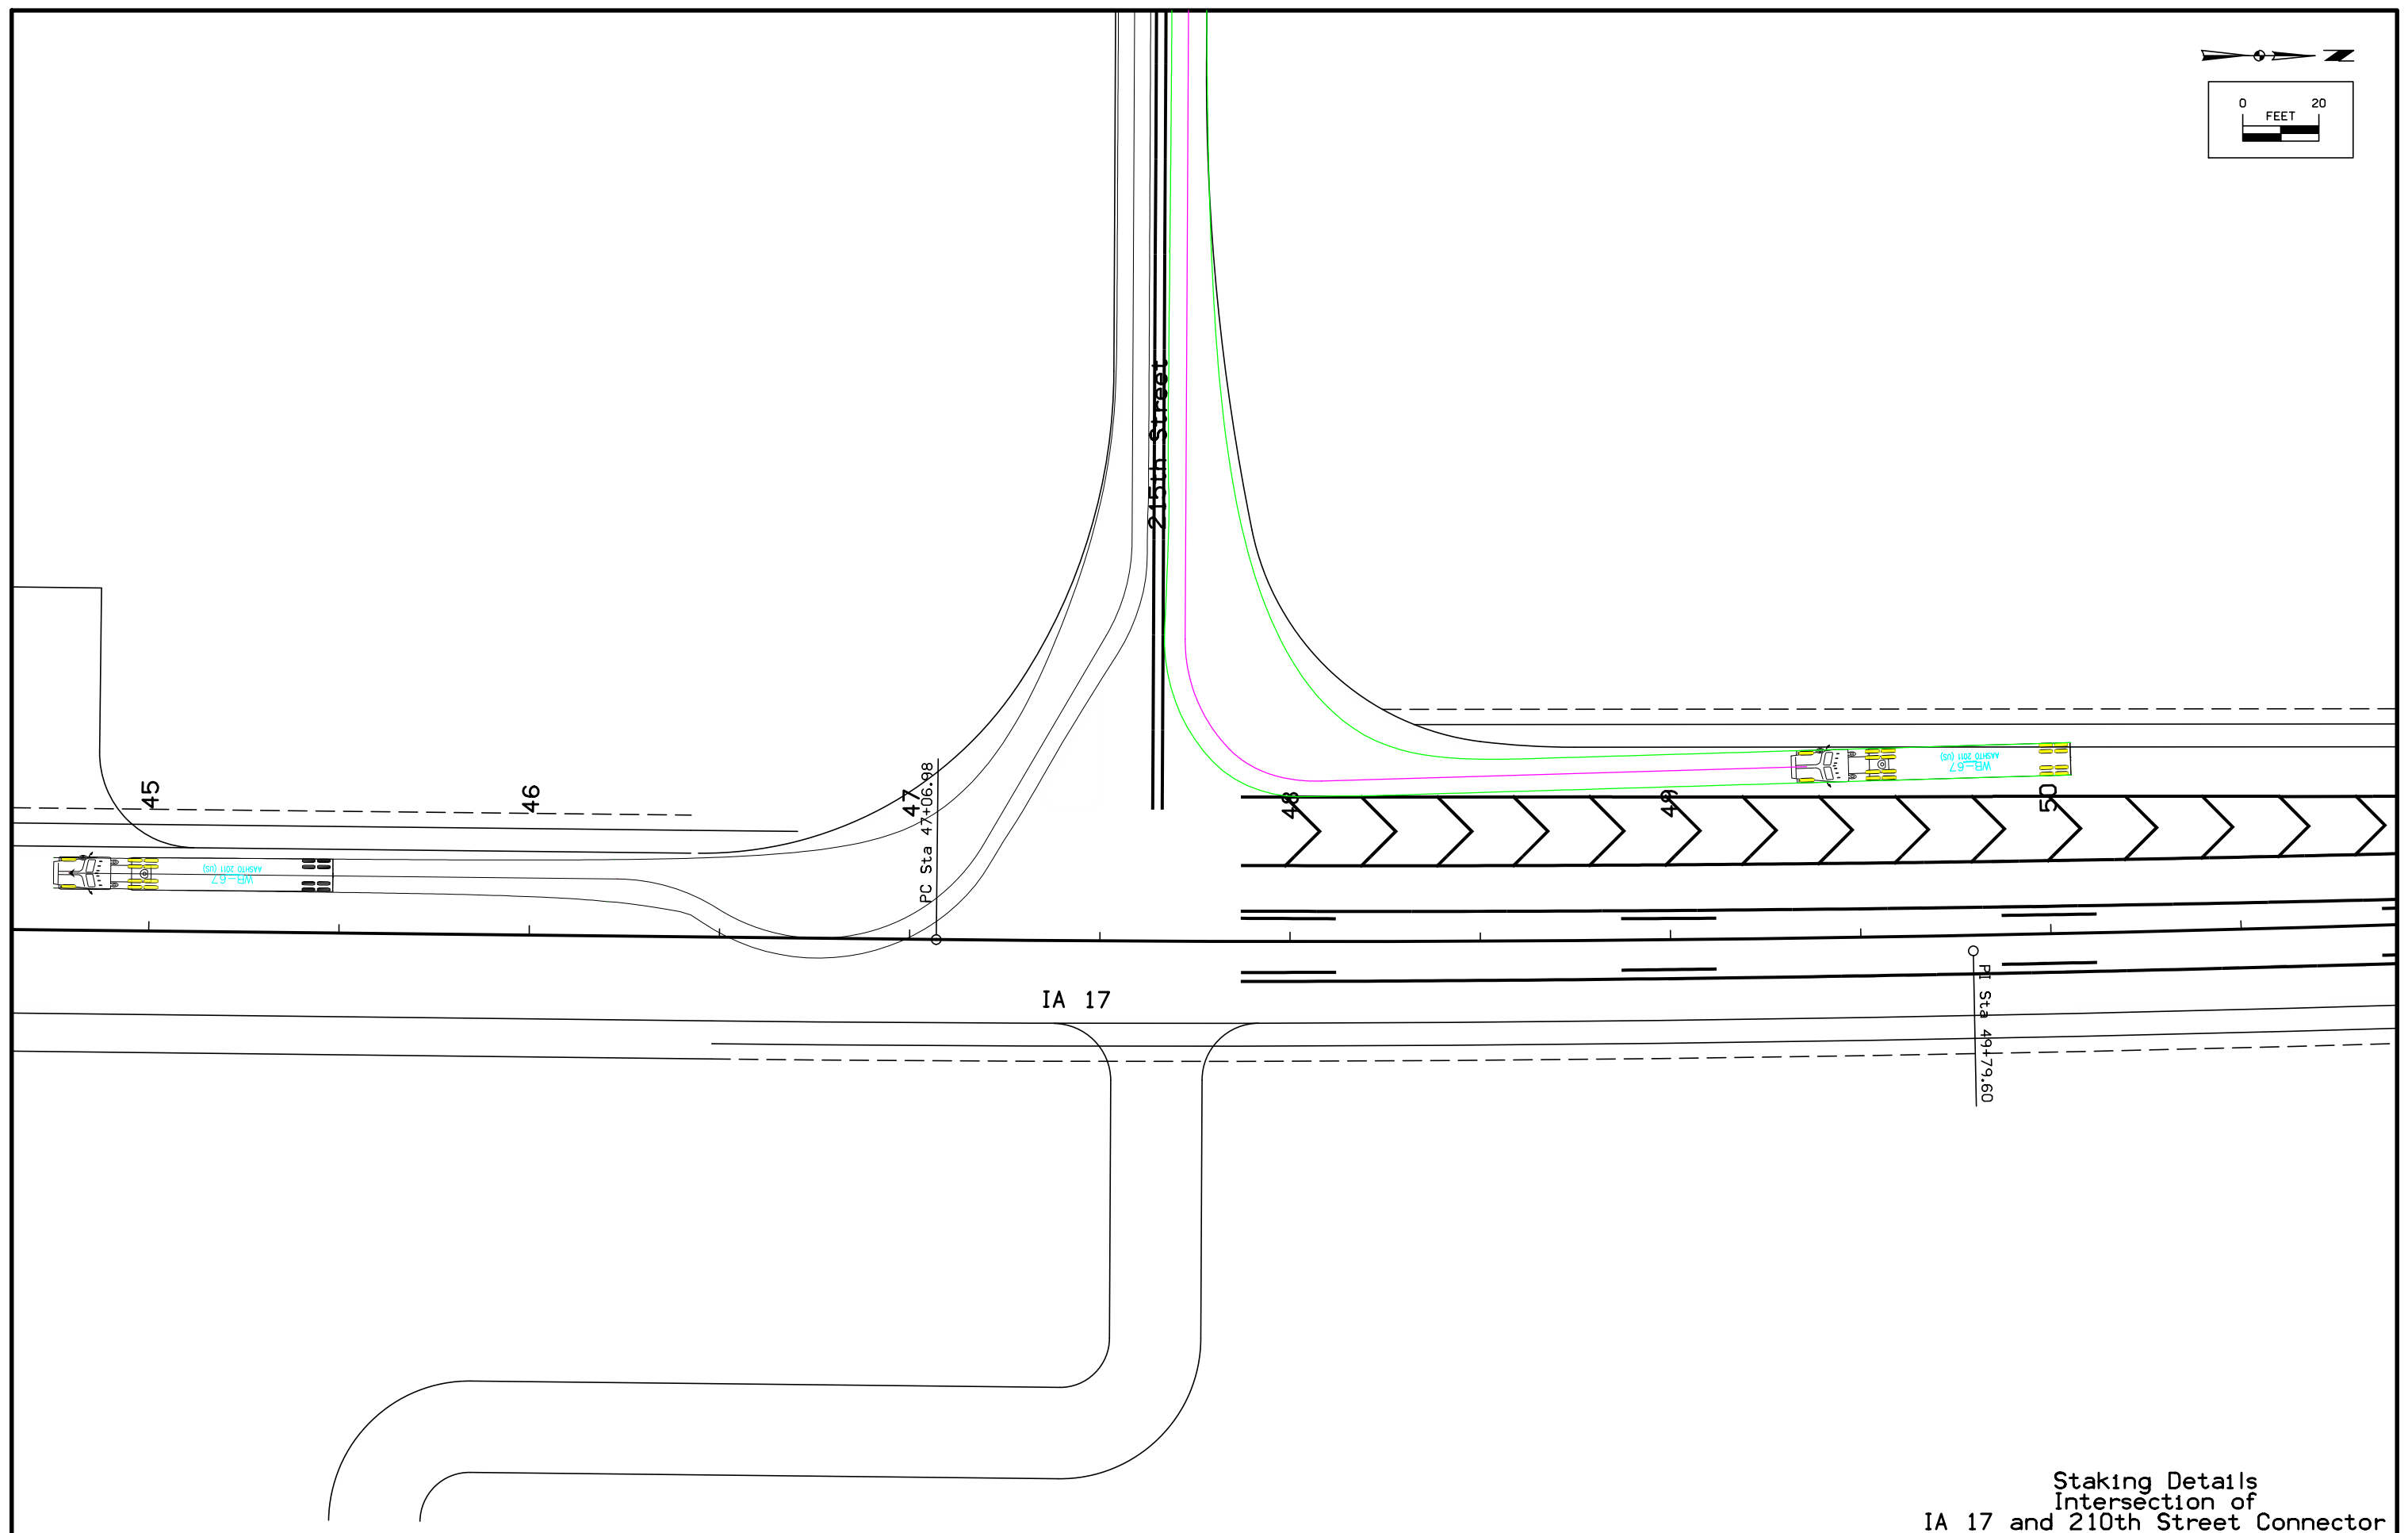 N
0 20
FEET
215th Street
45
46
47
48
49
50
PC Sta 47+06.98
WB-67
AASHTO 2011 (US)
WB-67
AASHTO 2011 (US)
IA 17
PI Sta 49+79.60
Staking Details
Intersection of
IA 17 and 210th Street Connector